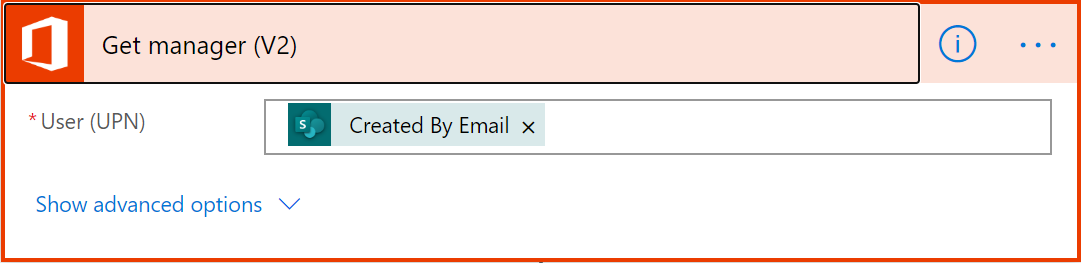 Get manager (V2)
* User (UPN)
S Created By Email ×
Show advanced options